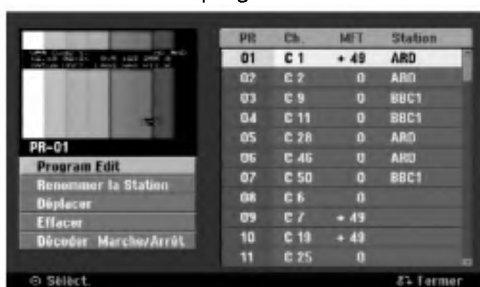 PR Ch. MFT Station
01 C 1 + 49 ARD
02 C 2 0 ARD
03 C 9 0 BBC1
04 C 11 0 BBC1
05 C 28 0 ARD
06 C 46 0 ARD
07 C 50 0 BBC1
08 C 6 0
09 C 7 + 49
10 C 19 + 49
11 C 25 0
PR-01
Program Edit
Renommer la Station
Déplacer
Effacer
Décoder Marche/Arrêt
Sélect.
Fermer